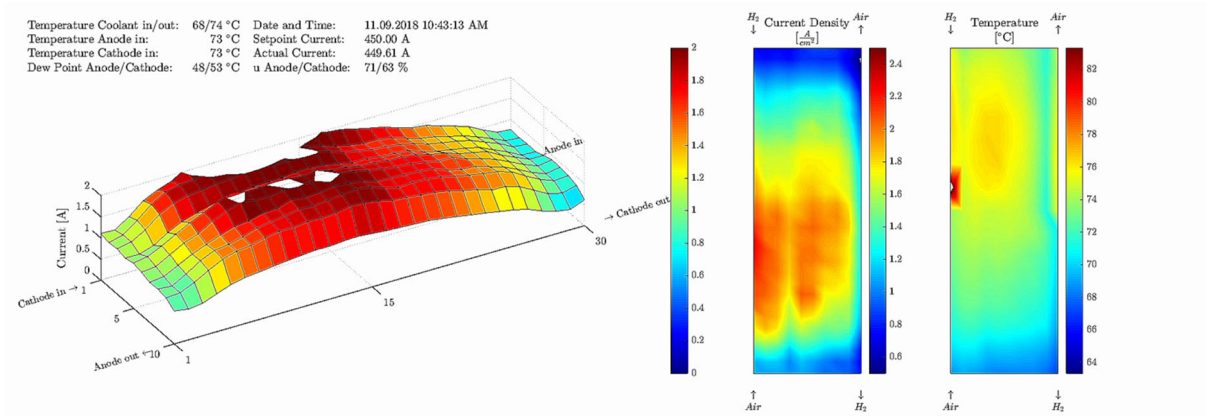 Temperature Coolant in/out: 68/74 °C Date and Time: 11.09.2018 10:43:13 AM
Temperature Anode in: 73 °C Setpoint Current: 450.00 A
Temperature Cathode in: 73 °C Actual Current: 449.61 A
Dew Point Anode/Cathode: 48/53 °C u Anode/Cathode: 71/63 %
Current [A]
2
1.5
1
0.5
0
Cathode in →
1
5
10
Anode out ←
1
15
30
Anode in
→ Cathode out
2
1.8
1.6
1.4
1.2
1
0.8
0.6
0.4
0.2
0
H₂ Current Density Air
↓ [A/cm²] ↑
2.4
2.2
2
1.8
1.6
1.4
1.2
1
0.8
0.6
↑ ↓
Air H₂
H₂ Temperature Air
↓ [°C] ↑
82
80
78
76
74
72
70
68
66
64
↑ ↓
Air H₂